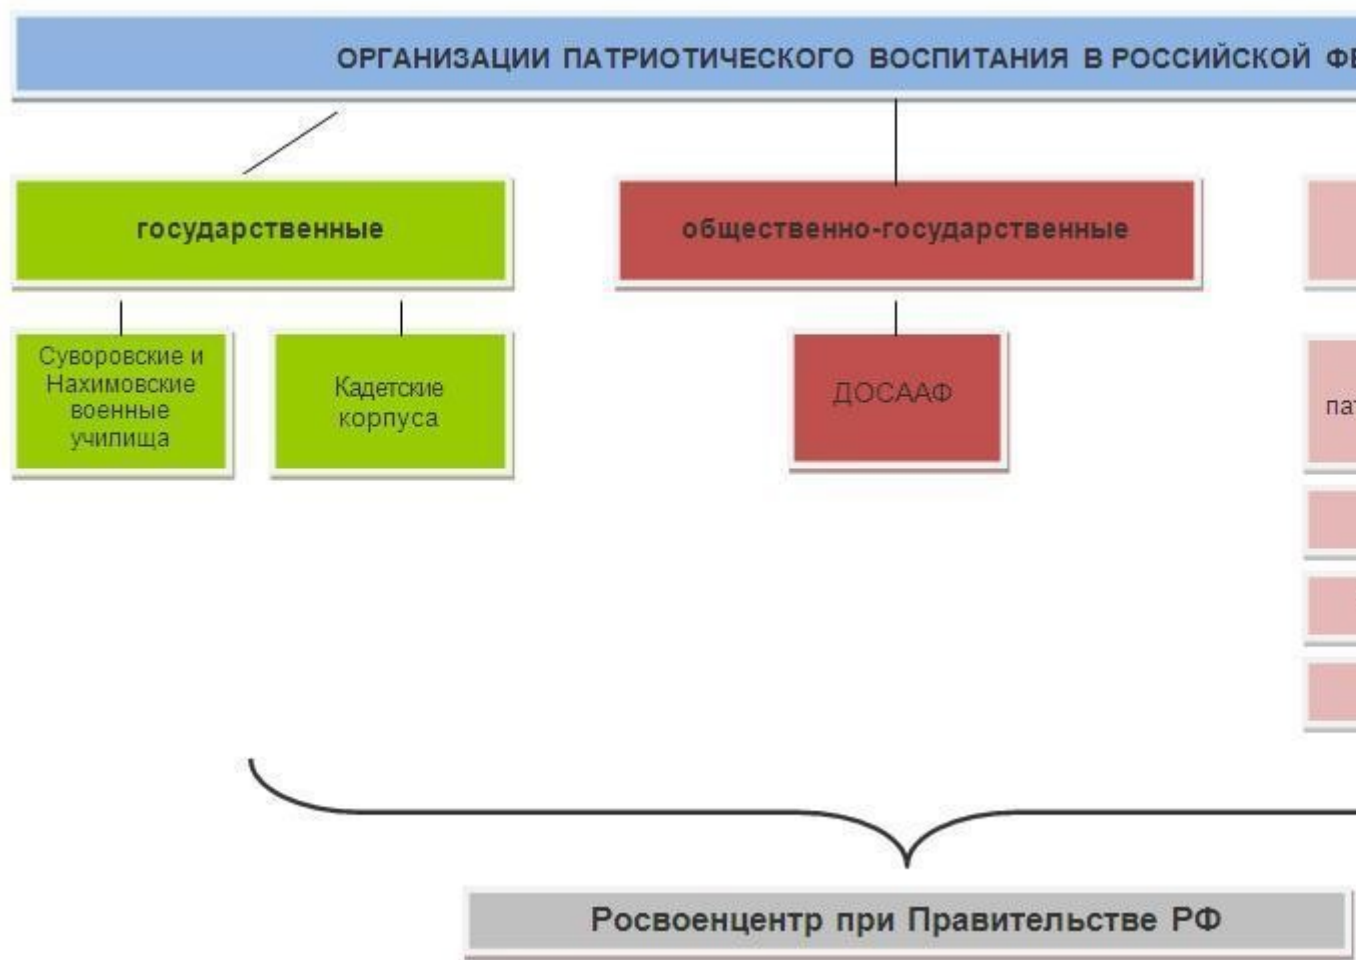 ОРГАНИЗАЦИИ ПАТРИОТИЧЕСКОГО ВОСПИТАНИЯ В РОССИЙСКОЙ
государственные
общественно-государственные
Суворовские и
Нахимовские
военные
училища
Кадетские
корпуса
ДОСААФ
Росвоенцентр при Правительстве РФ